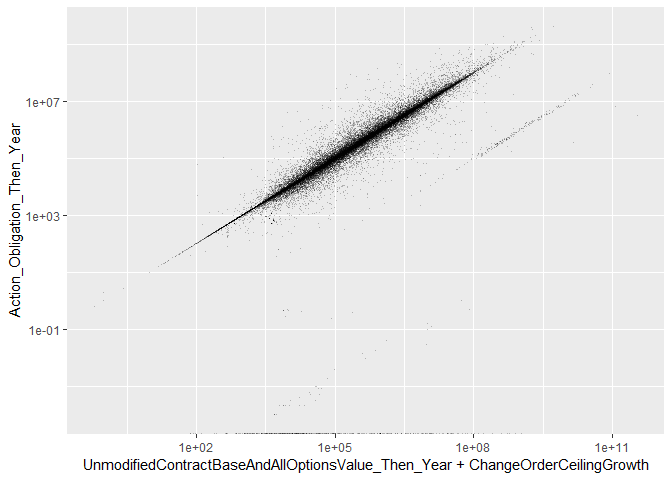 Action_Obligation_Then_Year
1e+07
1e+03
1e-01
1e+02
1e+05
1e+08
1e+11
UnmodifiedContractBaseAndAllOptionsValue_Then_Year + ChangeOrderCeilingGrowth